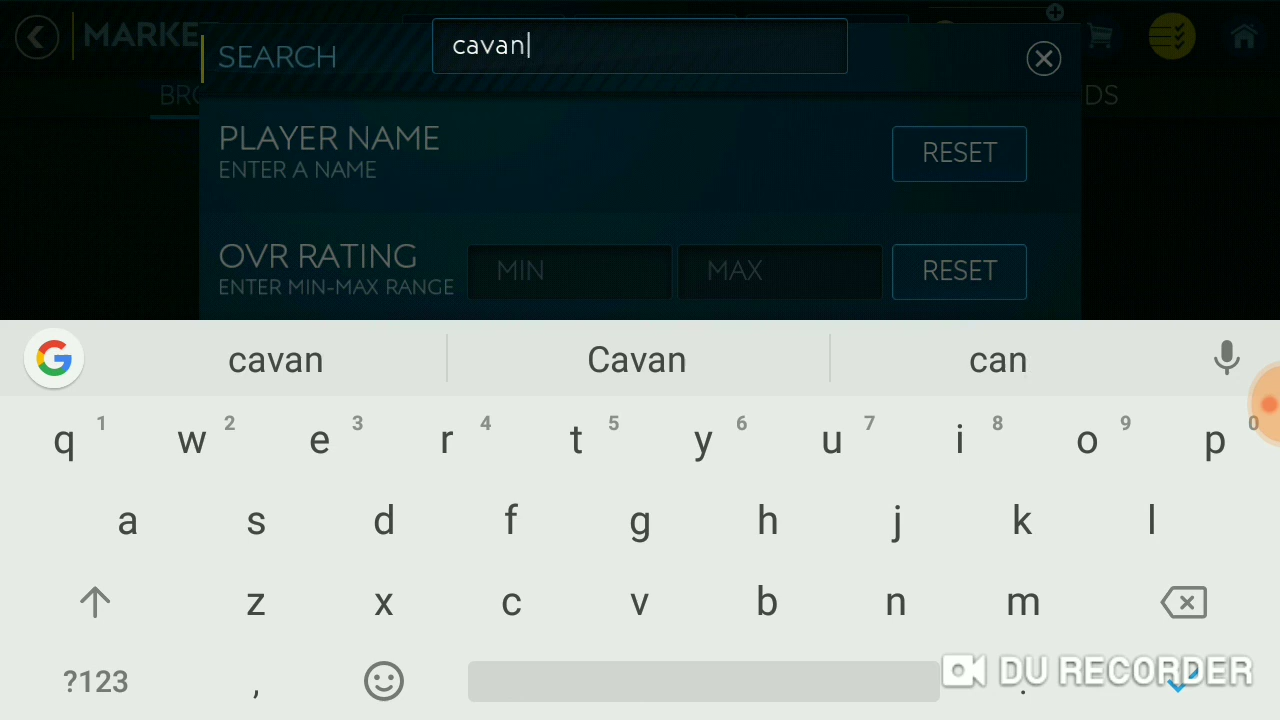 MARKE
SEARCH
cavan
BRO
DS
PLAYER NAME
ENTER A NAME
RESET
OVR RATING
ENTER MIN-MAX RANGE
MIN
MAX
RESET
cavan Cavan can
q 1 w 2 e 3 r 4 t 5 y 6 u 7 i 8 o 9 p 0
a s d f g h j k l
z x c v b n m
?123 , .
DU RECORDER